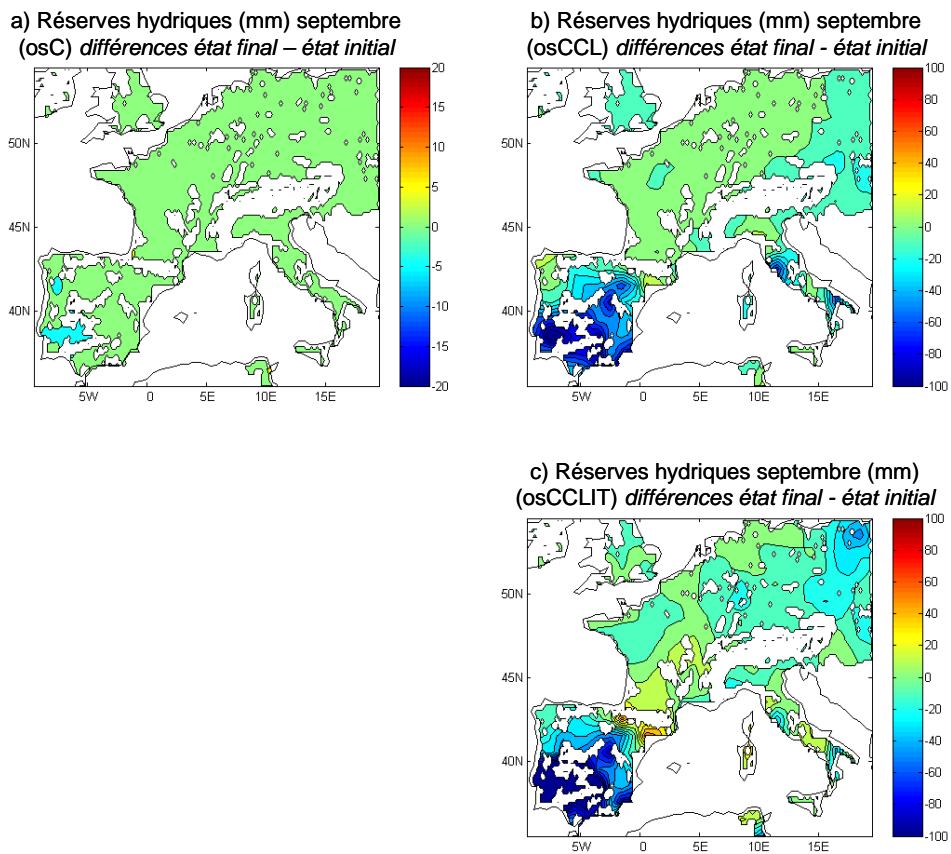 a) Réserves hydriques (mm) septembre
(osC) différences état final – état initial
20
15
10
5
0
-5
-10
-15
-20
50N
45N
40N
5W
0
5E
10E
15E
b) Réserves hydriques (mm) septembre
(osCCL) différences état final - état initial
100
80
60
40
20
0
-20
-40
-60
-80
-100
50N
45N
40N
5W
0
5E
10E
15E
c) Réserves hydriques septembre (mm)
(osCCLIT) différences état final - état initial
100
80
60
40
20
0
-20
-40
-60
-80
-100
50N
45N
40N
5W
0
5E
10E
15E